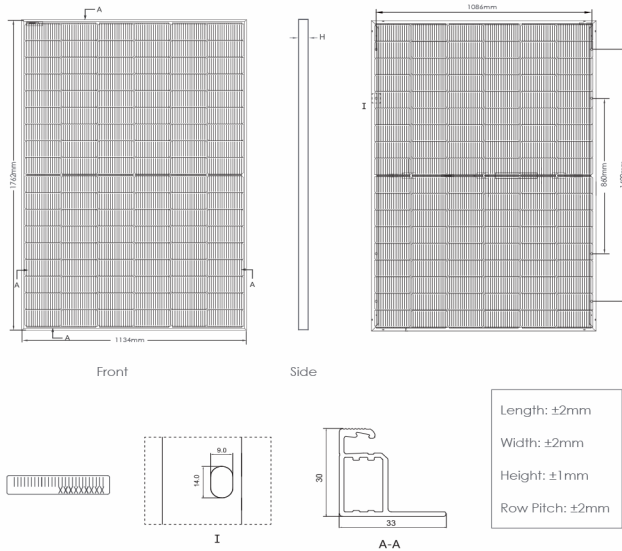 A
H
1086mm
I
1762mm
860mm
A
A
A
1134mm
Front
Side
9.0
14.0
I
30
33
A-A
Length: ±2mm
Width: ±2mm
Height: ±1mm
Row Pitch: ±2mm